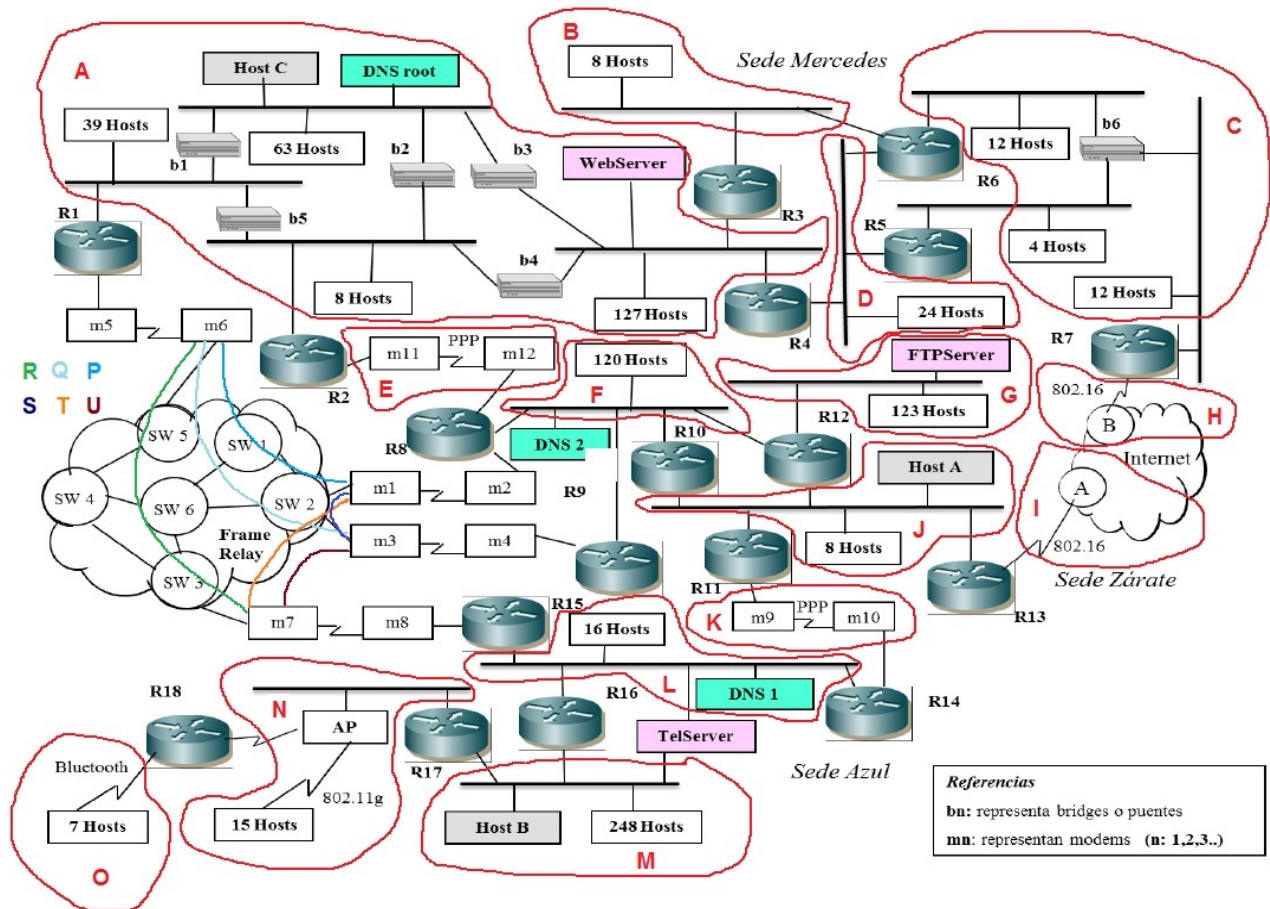 B
Sede Mercedes
8 Hosts
A
Host C
DNS root
C
39 Hosts
63 Hosts
b1
b2
b3
WebServer
12 Hosts
b6
R6
R1
b5
R3
R5
4 Hosts
b4
8 Hosts
127 Hosts
D
24 Hosts
12 Hosts
R4
R7
m5
m6
m11
PPP
m12
120 Hosts
FTPServer
802.16
R Q P
S T U
R2
E
F
G
123 Hosts
H
B
Internet
SW 5
SW 1
R8
DNS 2
R10
R12
Host A
SW 4
SW 6
SW 2
m1
m2
R9
I
A
Frame
Relay
m3
m4
J
8 Hosts
802.16
Sede Zárate
SW 3
R11
m7
m8
R15
16 Hosts
K
m9
PPP
m10
R13
R18
N
AP
R16
L
DNS 1
R14
TelServer
R17
Sede Azul
Bluetooth
802.11g
7 Hosts
15 Hosts
Host B
248 Hosts
O
M
Referencias
bn: representa bridges o puentes
mn: representan modems (n: 1,2,3..)